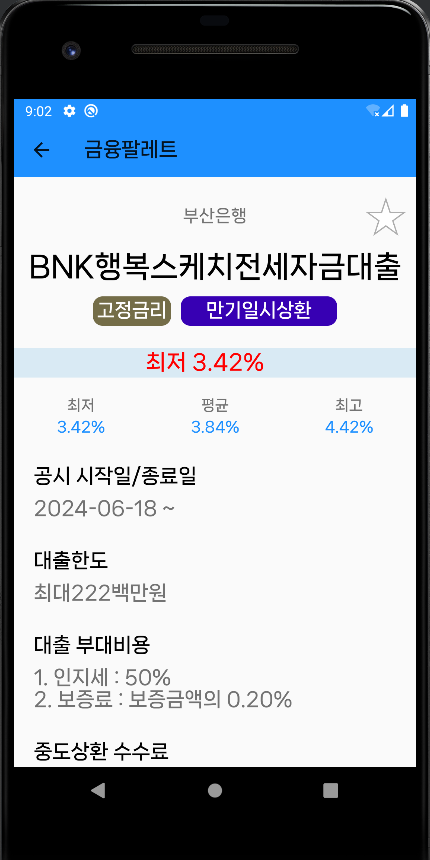 9:02
금융팔레트
부산은행
BNK행복스케치전세자금대출
고정금리 만기일시상환
최저 3.42%
최저 평균 최고
3.42% 3.84% 4.42%
공시 시작일/종료일
2024-06-18 ~
대출한도
최대222백만원
대출 부대비용
1. 인지세 : 50%
2. 보증료 : 보증금액의 0.20%
중도상환 수수료